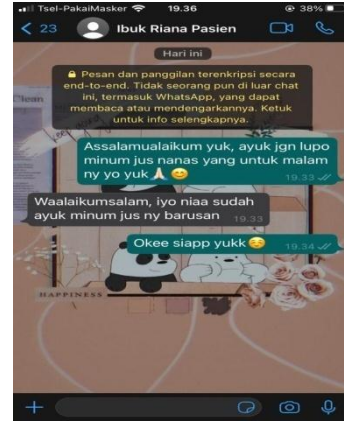 Tsel-PakaiMasker
19.36
38%
23
Ibuk Riana Pasien
Hari ini
Pesan dan panggilan terenkripsi secara
end-to-end. Tidak seorang pun di luar chat
ini, termasuk WhatsApp, yang dapat
membaca atau mendengarkannya. Ketuk
untuk info selengkapnya.
Assalamualaikum yuk, ayuk jgn lupo
minum jus nanas yang untuk malam
ny yo yuk🙏😊
19.33
Waalaikumsalam, iyo niaa sudah
ayuk minum jus ny barusan
19.33
Okee siapp yukk☺️
19.34
HAPPINESS